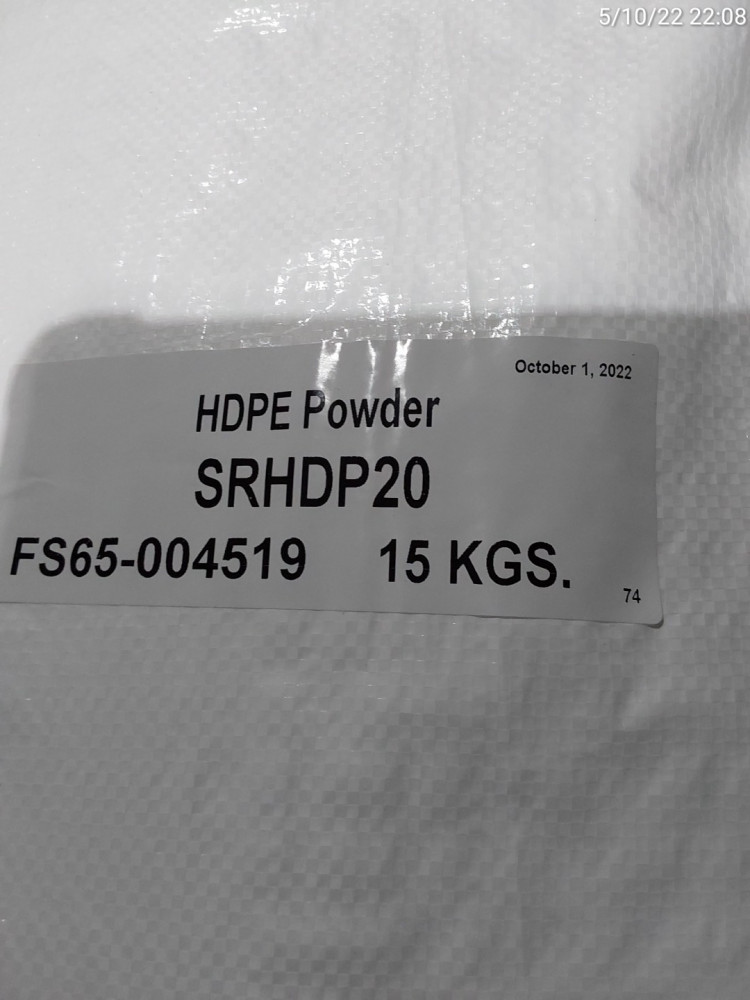 5/10/22 22:08
October 1, 2022
HDPE Powder
SRHDP20
FS65-004519 15 KGS.
74